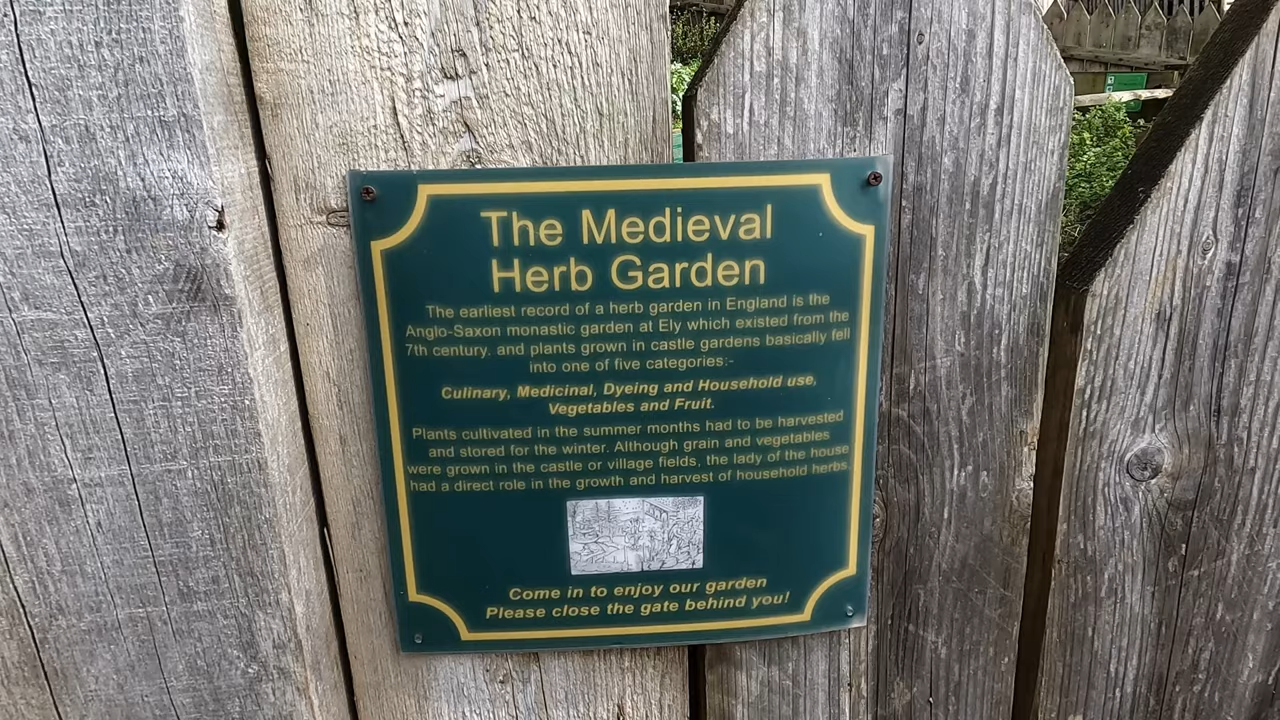 The Medieval
Herb Garden
The earliest record of a herb garden in England is the
Anglo-Saxon monastic garden at Ely which existed from the
7th century. and plants grown in castle gardens basically fell
into one of five categories:-
Culinary, Medicinal, Dyeing and Household use,
Vegetables and Fruit.
Plants cultivated in the summer months had to be harvested
and stored for the winter. Although grain and vegetables
were grown in the castle or village fields, the lady of the house
had a direct role in the growth and harvest of household herbs.
Come in to enjoy our garden
Please close the gate behind you!